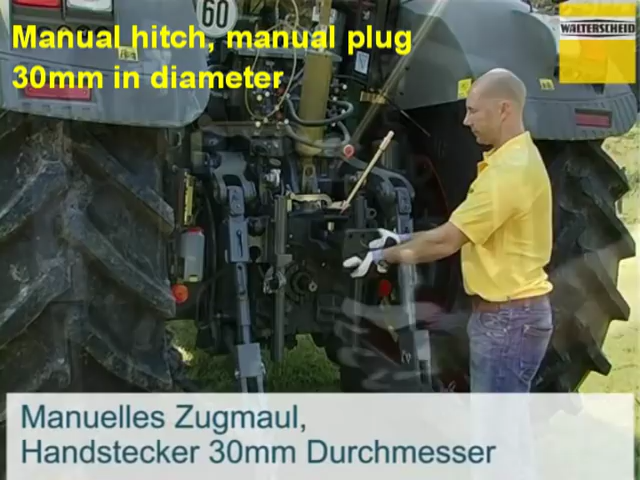 60
Manual hitch, manual plug
30mm in diameter
WALTERSCHEID
Manuelles Zugmaul,
Handstecker 30mm Durchmesser